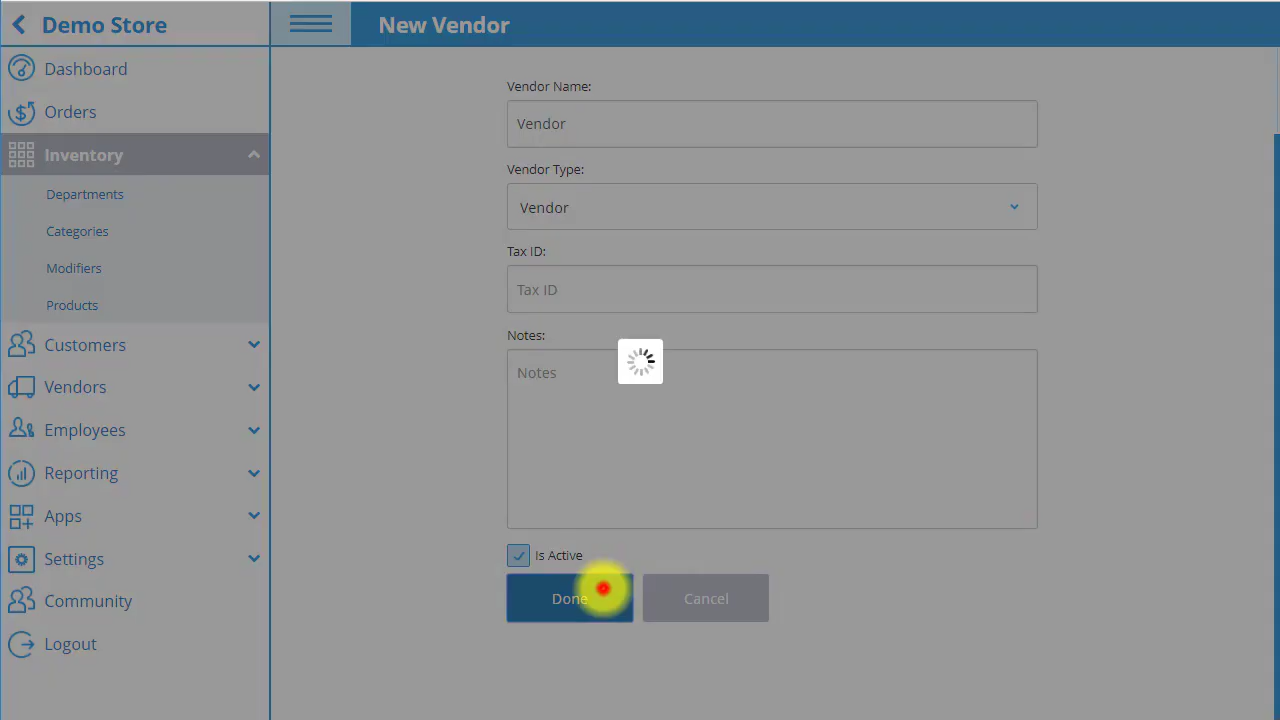 Demo Store
New Vendor
Dashboard
Orders
Inventory
Departments
Categories
Modifiers
Products
Customers
Vendors
Employees
Reporting
Apps
Settings
Community
Logout
Vendor Name:
Vendor
Vendor Type:
Vendor
Tax ID:
Tax ID
Notes:
Notes
Is Active
Done
Cancel